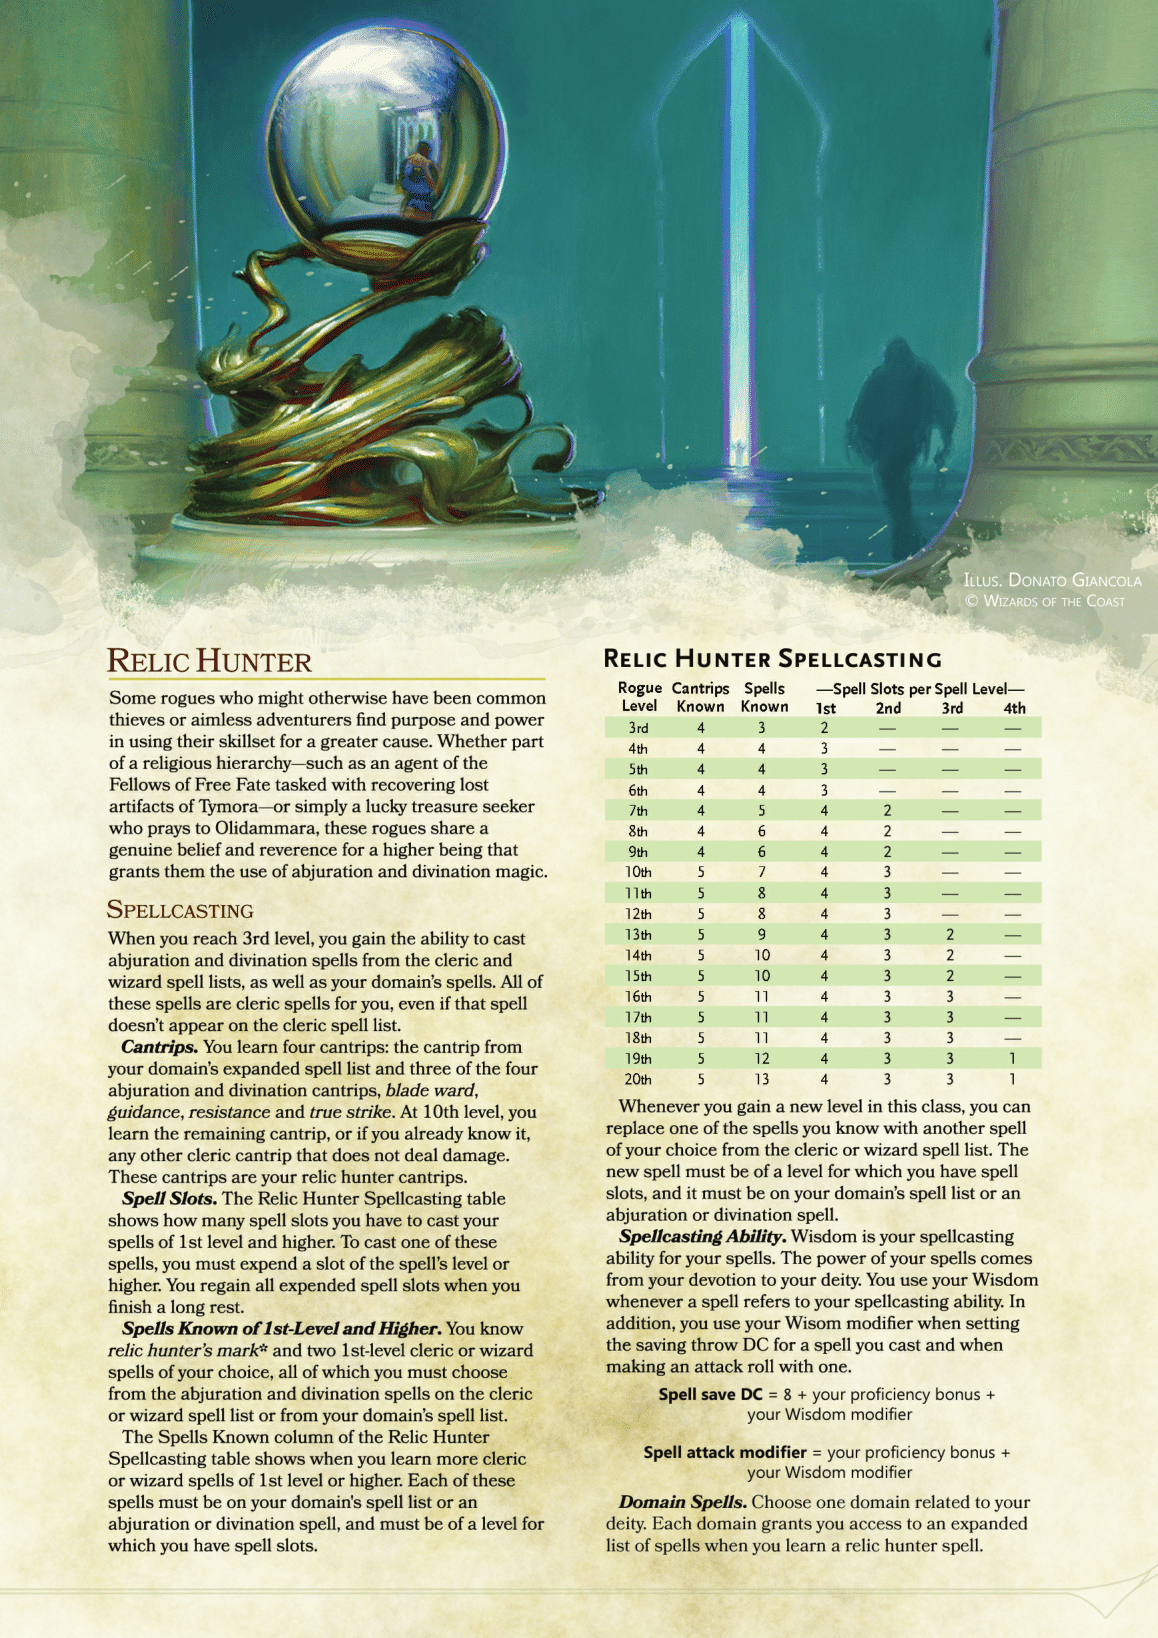 Illus. Donato Giancola
© Wizards of the Coast
Relic Hunter
Some rogues who might otherwise have been common
thieves or aimless adventurers find purpose and power
in using their skillset for a greater cause. Whether part
of a religious hierarchy—such as an agent of the
Fellows of Free Fate tasked with recovering lost
artifacts of Tymora—or simply a lucky treasure seeker
who prays to Olidammara, these rogues share a
genuine belief and reverence for a higher being that
grants them the use of abjuration and divination magic.
Spellcasting
When you reach 3rd level, you gain the ability to cast
abjuration and divination spells from the cleric and
wizard spell lists, as well as your domain's spells. All of
these spells are cleric spells for you, even if that spell
doesn't appear on the cleric spell list.
Cantrips. You learn four cantrips: the cantrip from
your domain's expanded spell list and three of the four
abjuration and divination cantrips, blade ward,
guidance, resistance and true strike. At 10th level, you
learn the remaining cantrip, or if you already know it,
any other cleric cantrip that does not deal damage.
These cantrips are your relic hunter cantrips.
Spell Slots. The Relic Hunter Spellcasting table
shows how many spell slots you have to cast your
spells of 1st level and higher. To cast one of these
spells, you must expend a slot of the spell's level or
higher. You regain all expended spell slots when you
finish a long rest.
Spells Known of 1st-Level and Higher. You know
relic hunter's mark* and two 1st-level cleric or wizard
spells of your choice, all of which you must choose
from the abjuration and divination spells on the cleric
or wizard spell list or from your domain's spell list.
The Spells Known column of the Relic Hunter
Spellcasting table shows when you learn more cleric
or wizard spells of 1st level or higher. Each of these
spells must be on your domain's spell list or an
abjuration or divination spell, and must be of a level for
which you have spell slots.
Relic Hunter Spellcasting
Rogue Cantrips Spells —Spell Slots per Spell Level—
Level Known Known 1st 2nd 3rd 4th
3rd 4 3 2 — — —
4th 4 4 3 — — —
5th 4 4 3 — — —
6th 4 4 3 — — —
7th 4 5 4 2 — —
8th 4 6 4 2 — —
9th 4 6 4 2 — —
10th 5 7 4 3 — —
11th 5 8 4 3 — —
12th 5 8 4 3 — —
13th 5 9 4 3 2 —
14th 5 10 4 3 2 —
15th 5 10 4 3 2 —
16th 5 11 4 3 3 —
17th 5 11 4 3 3 —
18th 5 11 4 3 3 —
19th 5 12 4 3 3 1
20th 5 13 4 3 3 1
Whenever you gain a new level in this class, you can
replace one of the spells you know with another spell
of your choice from the cleric or wizard spell list. The
new spell must be of a level for which you have spell
slots, and it must be on your domain's spell list or an
abjuration or divination spell.
Spellcasting Ability. Wisdom is your spellcasting
ability for your spells. The power of your spells comes
from your devotion to your deity. You use your Wisdom
whenever a spell refers to your spellcasting ability. In
addition, you use your Wisom modifier when setting
the saving throw DC for a spell you cast and when
making an attack roll with one.
Spell save DC = 8 + your proficiency bonus +
your Wisdom modifier
Spell attack modifier = your proficiency bonus +
your Wisdom modifier
Domain Spells. Choose one domain related to your
deity. Each domain grants you access to an expanded
list of spells when you learn a relic hunter spell.